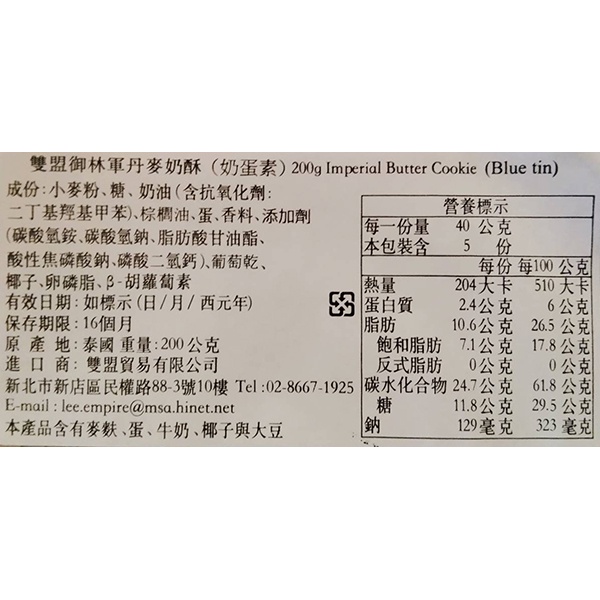 雙盟御林軍丹麥奶酥 (奶蛋素) 200g Imperial Butter Cookie (Blue tin)
成份:小麥粉、糖、奶油(含抗氧化劑:
二丁基羥基甲苯)、棕櫚油、蛋、香料、添加劑
(碳酸氫銨、碳酸氫鈉、脂肪酸甘油酯、
酸性焦磷酸鈉、磷酸二氫鈣)、葡萄乾、
椰子、卵磷脂、β-胡蘿蔔素
有效日期:如標示(日/月/西元年)
保存期限:16個月
原產地:泰國 重量:200公克
進口商:雙盟貿易有限公司
新北市新店區民權路88-3號10樓 Tel:02-8667-1925
E-mail : lee.empire@msa.hinet.net
本產品含有麥麩、蛋、牛奶、椰子與大豆
營養標示
每一份量 40 公克
本包裝含 5 份
每份 每100公克
熱量 204大卡 510大卡
蛋白質 2.4公克 6公克
脂肪 10.6公克 26.5公克
飽和脂肪 7.1公克 17.8公克
反式脂肪 0公克 0公克
碳水化合物 24.7公克 61.8公克
糖 11.8公克 29.5公克
鈉 129毫克 323毫克